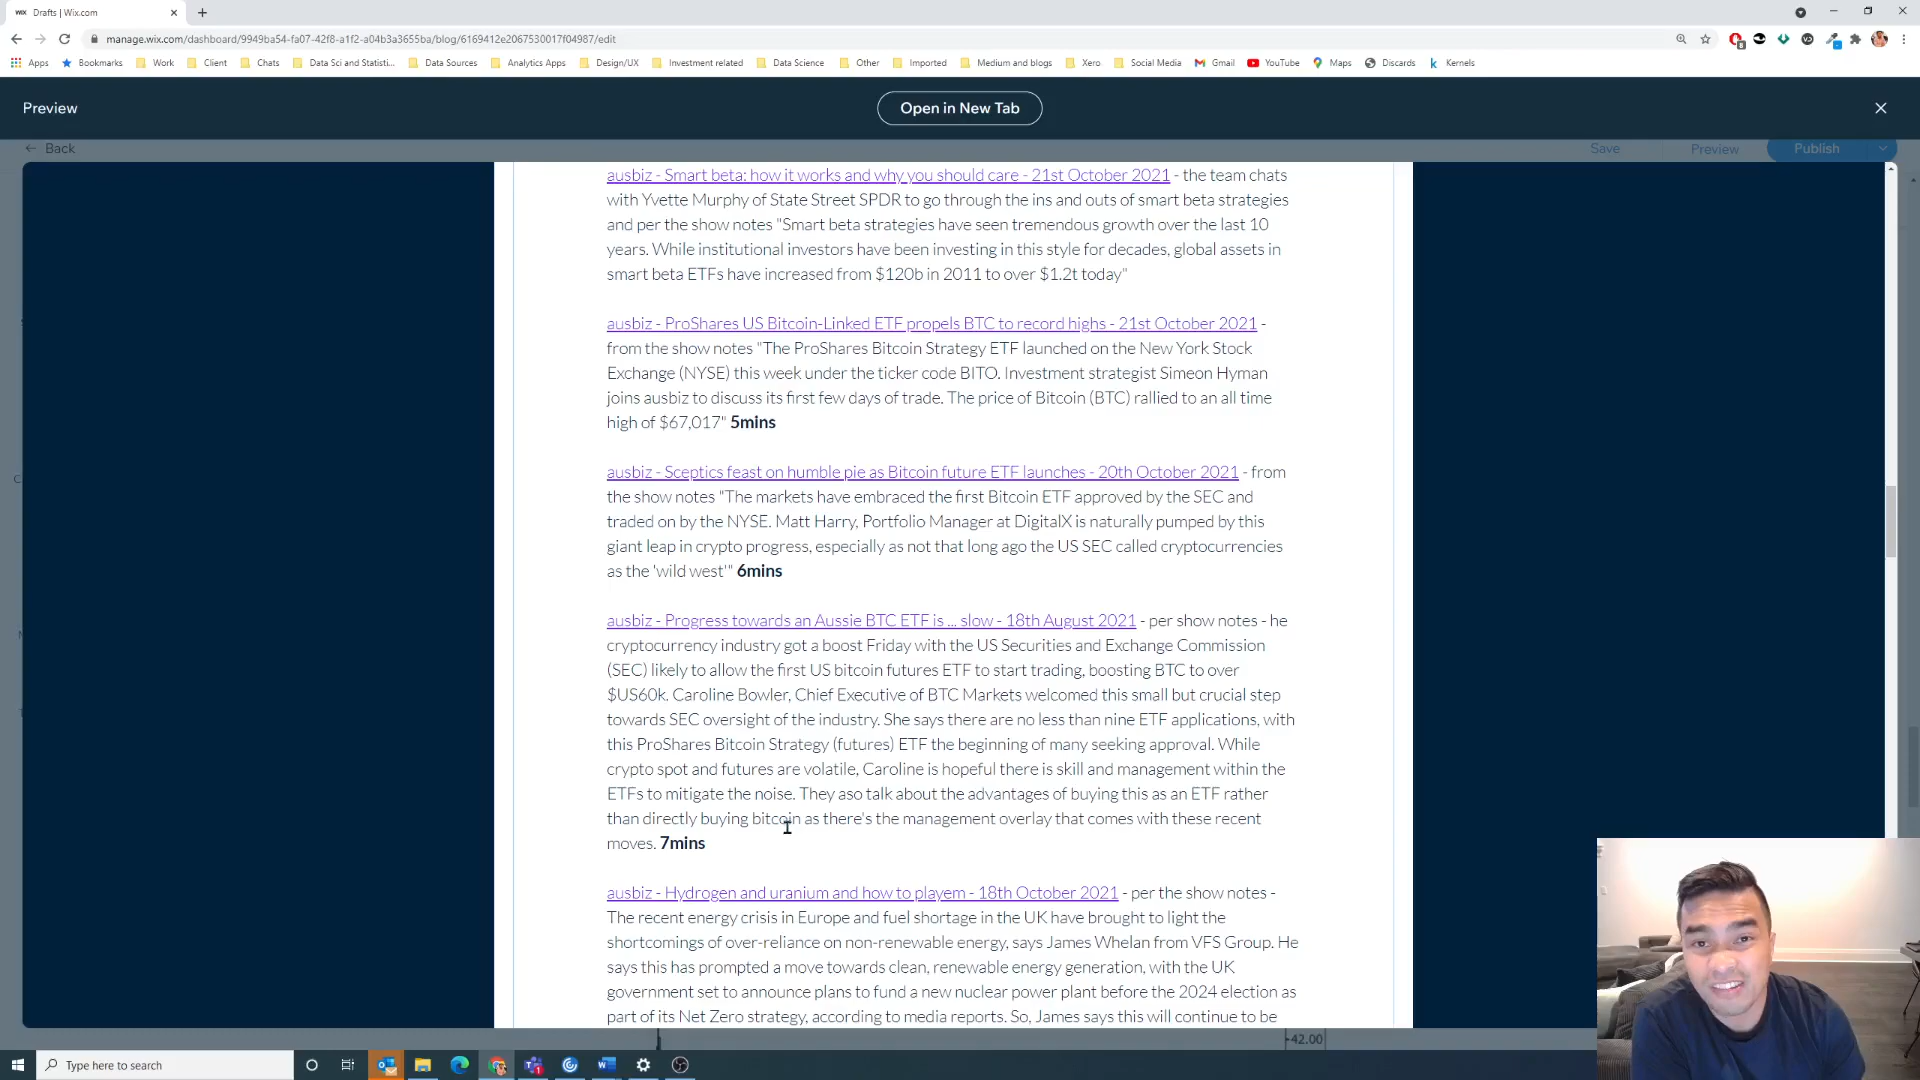 WiX Drafts | Wix.com
manage.wix.com/dashboard/9949ba54-fa07-42f8-a1f2-a04b3a3655ba/blog/6169412e2067530017f04987/edit
Apps Bookmarks Work Client Chats Data Sci and Statisti... Data Sources Analytics Apps Design/UX Investment related Data Science Other Imported Medium and blogs Xero Social Media Gmail YouTube Maps Discards Kernels
Preview Open in New Tab
Back Save Preview Publish
ausbiz - Smart beta: how it works and why you should care - 21st October 2021 - the team chats
with Yvette Murphy of State Street SPDR to go through the ins and outs of smart beta strategies
and per the show notes "Smart beta strategies have seen tremendous growth over the last 10
years. While institutional investors have been investing in this style for decades, global assets in
smart beta ETFs have increased from $120b in 2011 to over $1.2t today"
ausbiz - ProShares US Bitcoin-Linked ETF propels BTC to record highs - 21st October 2021 -
from the show notes "The ProShares Bitcoin Strategy ETF launched on the New York Stock
Exchange (NYSE) this week under the ticker code BITO. Investment strategist Simeon Hyman
joins ausbiz to discuss its first few days of trade. The price of Bitcoin (BTC) rallied to an all time
high of $67,017" 5mins
ausbiz - Sceptics feast on humble pie as Bitcoin future ETF launches - 20th October 2021 - from
the show notes "The markets have embraced the first Bitcoin ETF approved by the SEC and
traded on by the NYSE. Matt Harry, Portfolio Manager at DigitalX is naturally pumped by this
giant leap in crypto progress, especially as not that long ago the US SEC called cryptocurrencies
as the 'wild west'" 6mins
ausbiz - Progress towards an Aussie BTC ETF is ... slow - 18th August 2021 - per show notes - he
cryptocurrency industry got a boost Friday with the US Securities and Exchange Commission
(SEC) likely to allow the first US bitcoin futures ETF to start trading, boosting BTC to over
$US60k. Caroline Bowler, Chief Executive of BTC Markets welcomed this small but crucial step
towards SEC oversight of the industry. She says there are no less than nine ETF applications, with
this ProShares Bitcoin Strategy (futures) ETF the beginning of many seeking approval. While
crypto spot and futures are volatile, Caroline is hopeful there is skill and management within the
ETFs to mitigate the noise. They aso talk about the advantages of buying this as an ETF rather
than directly buying bitcoin as there's the management overlay that comes with these recent
moves. 7mins
ausbiz - Hydrogen and uranium and how to playem - 18th October 2021 - per the show notes -
The recent energy crisis in Europe and fuel shortage in the UK have brought to light the
shortcomings of over-reliance on non-renewable energy, says James Whelan from VFS Group. He
says this has prompted a move towards clean, renewable energy generation, with the UK
government set to announce plans to fund a new nuclear power plant before the 2024 election as
part of its Net Zero strategy, according to media reports. So, James says this will continue to be
-42.00
Type here to search